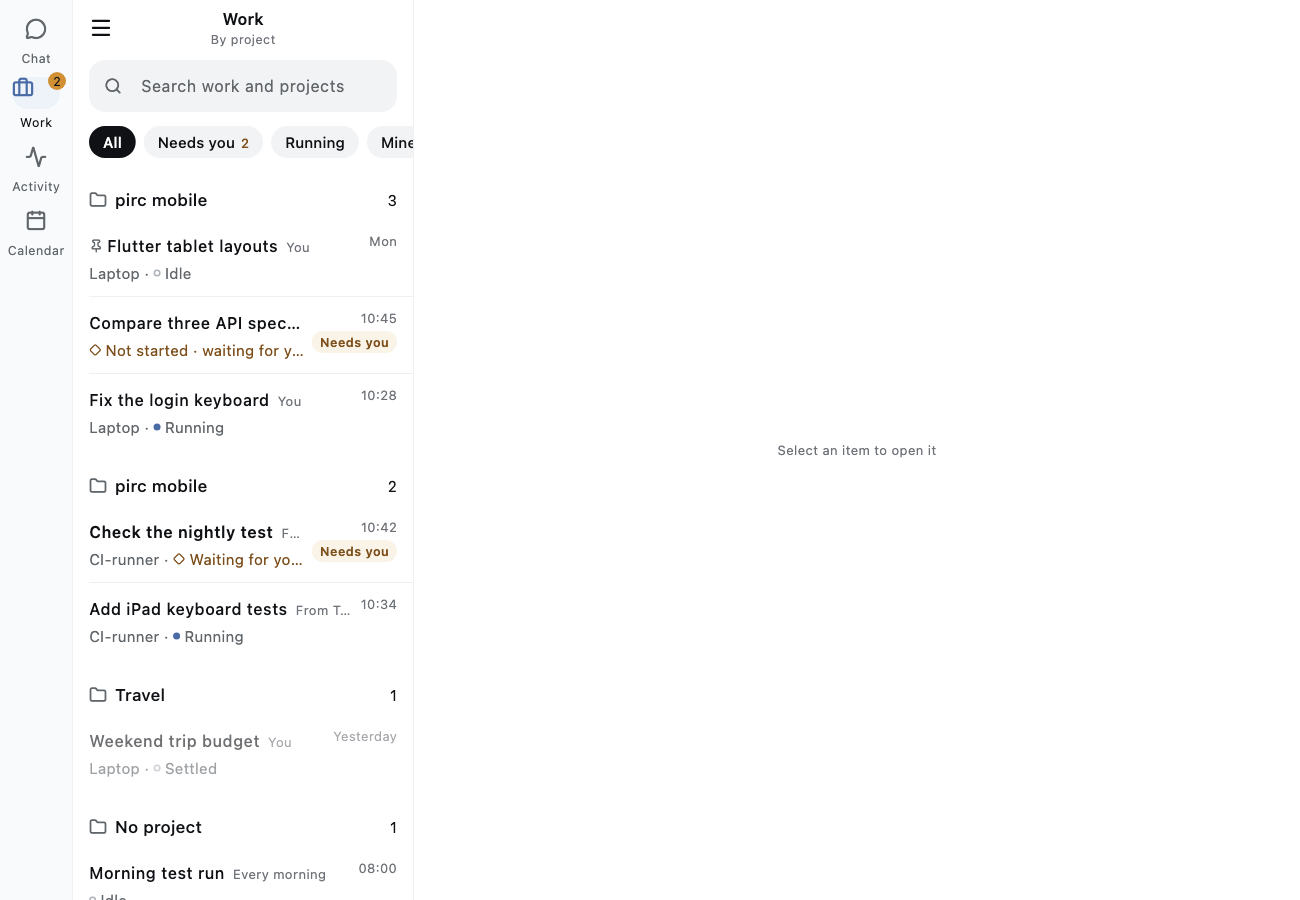 Chat
2
Work
Activity
Calendar
Work
By project
Search work and projects
All
Needs you 2
Running
Mine
pirc mobile 3
Flutter tablet layouts You Mon
Laptop · Idle
Compare three API spec... 10:45
Not started · waiting for y... Needs you
Fix the login keyboard You 10:28
Laptop · Running
pirc mobile 2
Check the nightly test F... 10:42
CI-runner · Waiting for yo... Needs you
Add iPad keyboard tests From T... 10:34
CI-runner · Running
Travel 1
Weekend trip budget You Yesterday
Laptop · Settled
No project 1
Morning test run Every morning 08:00
Idle
Select an item to open it